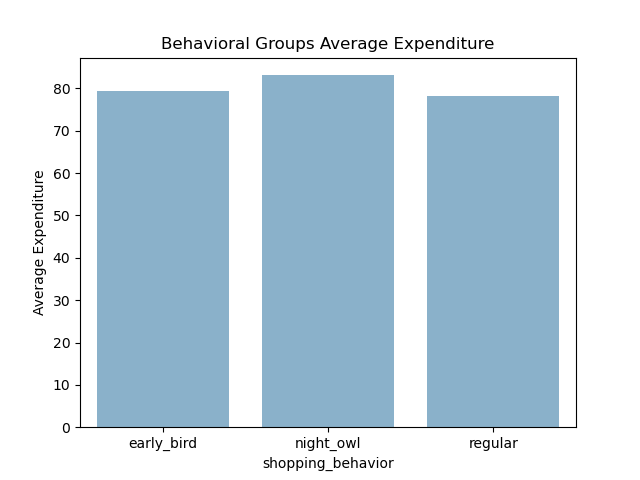 Behavioral Groups Average Expenditure
80
70
60
50
40
30
20
10
0
Average Expenditure
early_bird night_owl regular
shopping_behavior